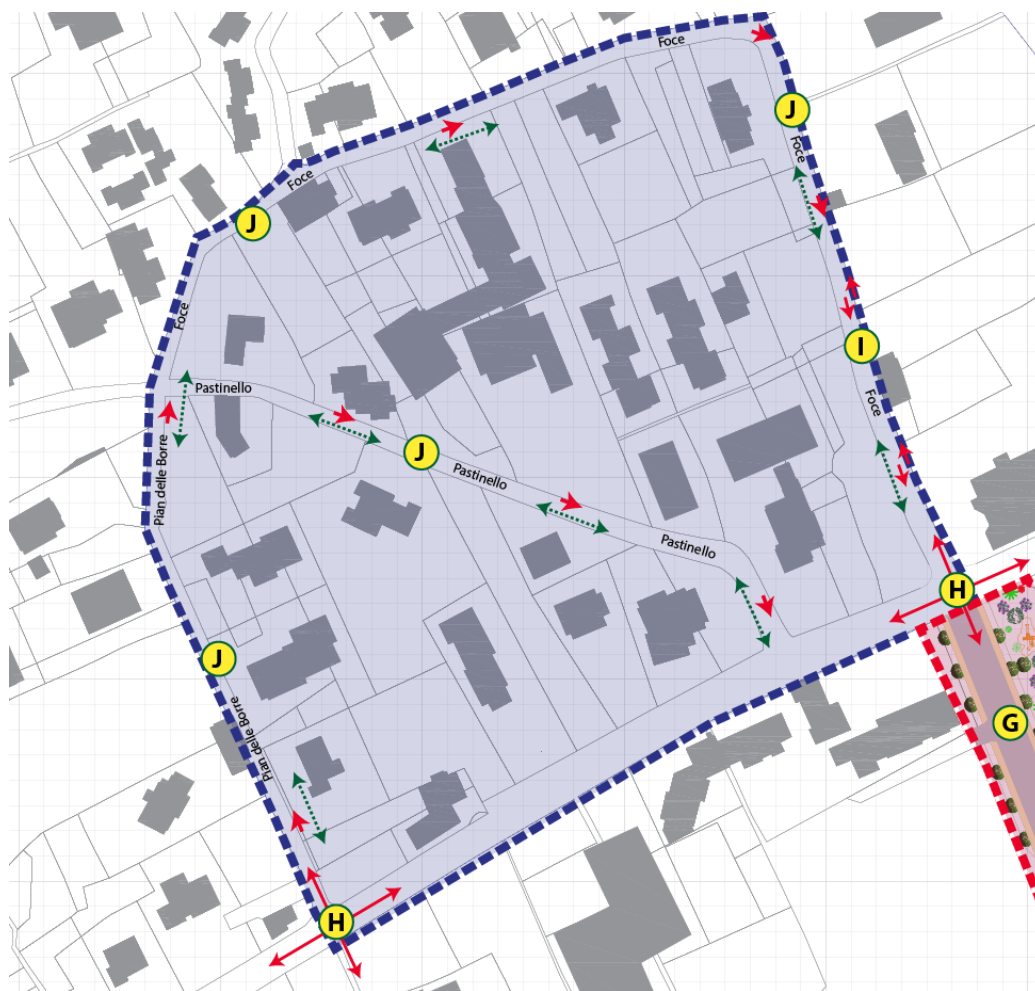 Foce
J
Foce
Foce
J
Foce
I
Pastinello
Foce
Pian delle Borre
J
Pastinello
Pastinello
H
J
G
Pian delle Borre
H